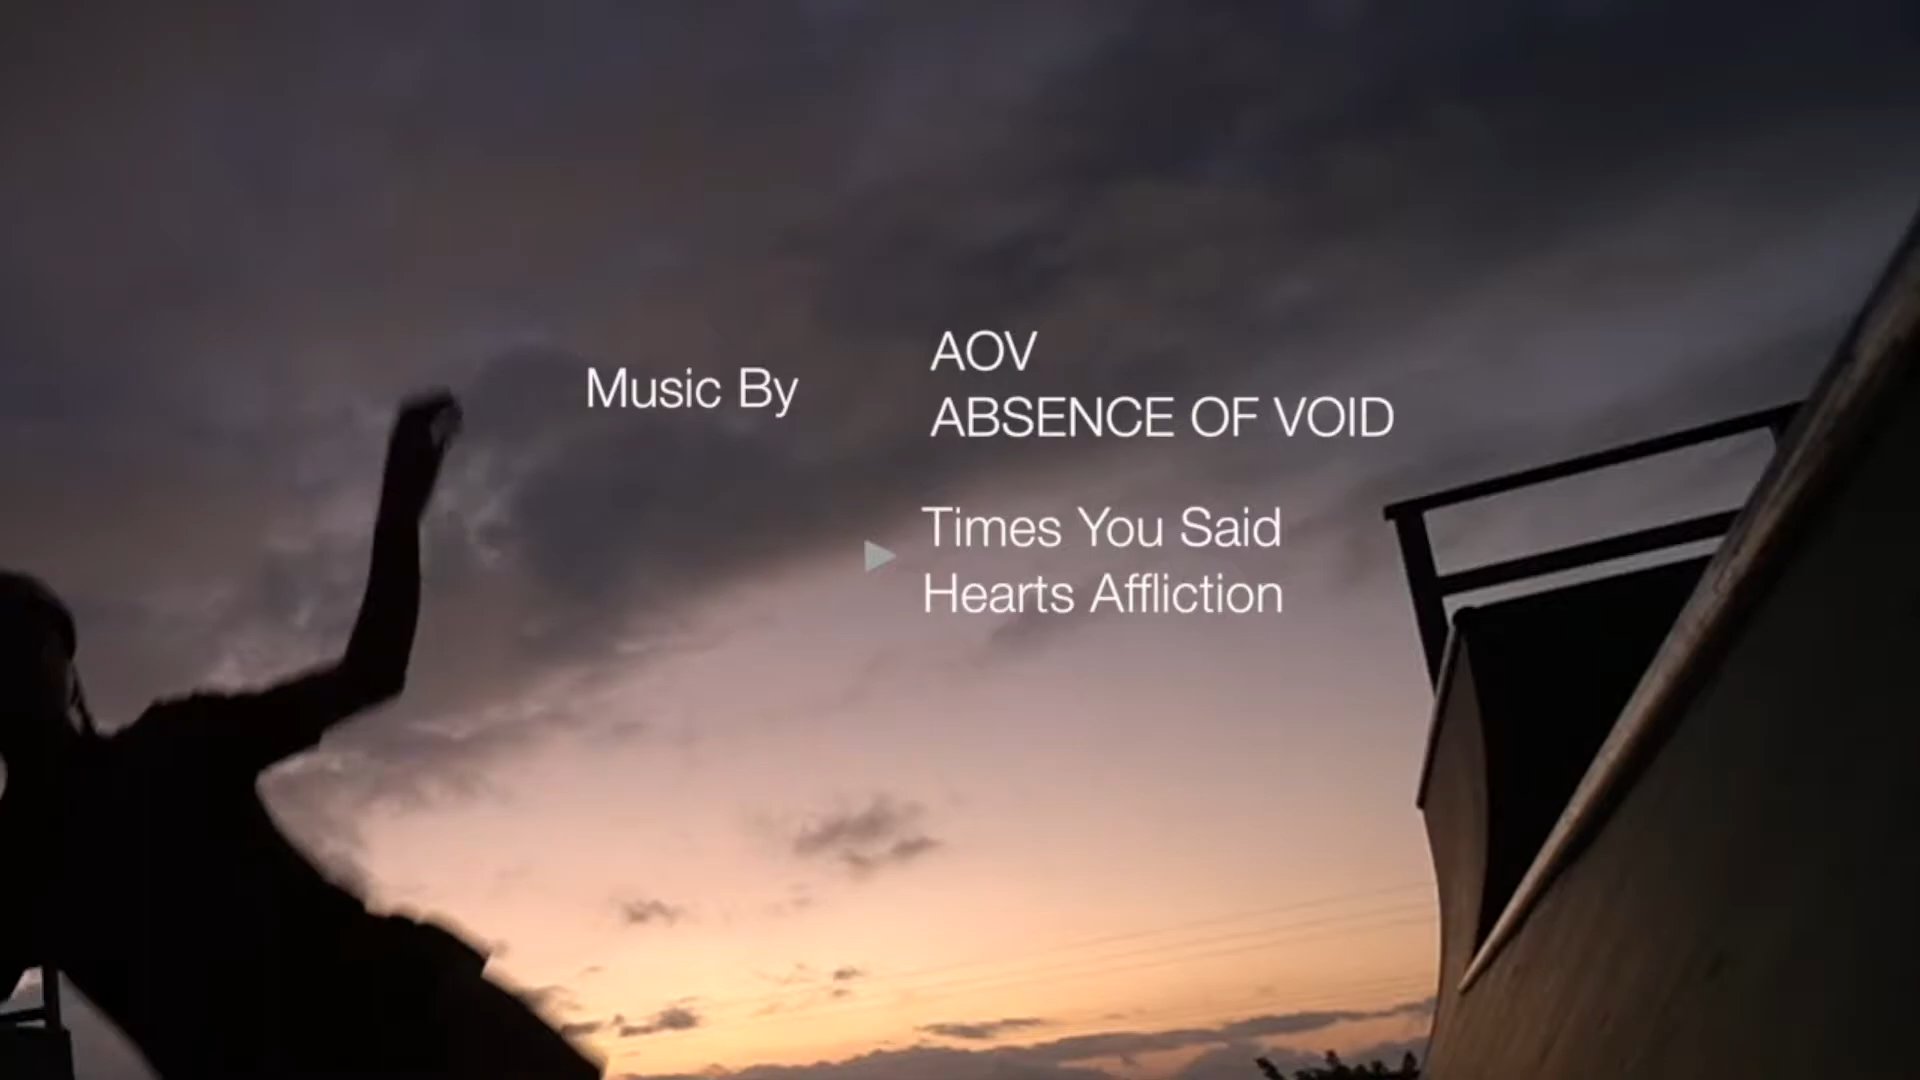 Music By
AOV
ABSENCE OF VOID
Times You Said
Hearts Affliction